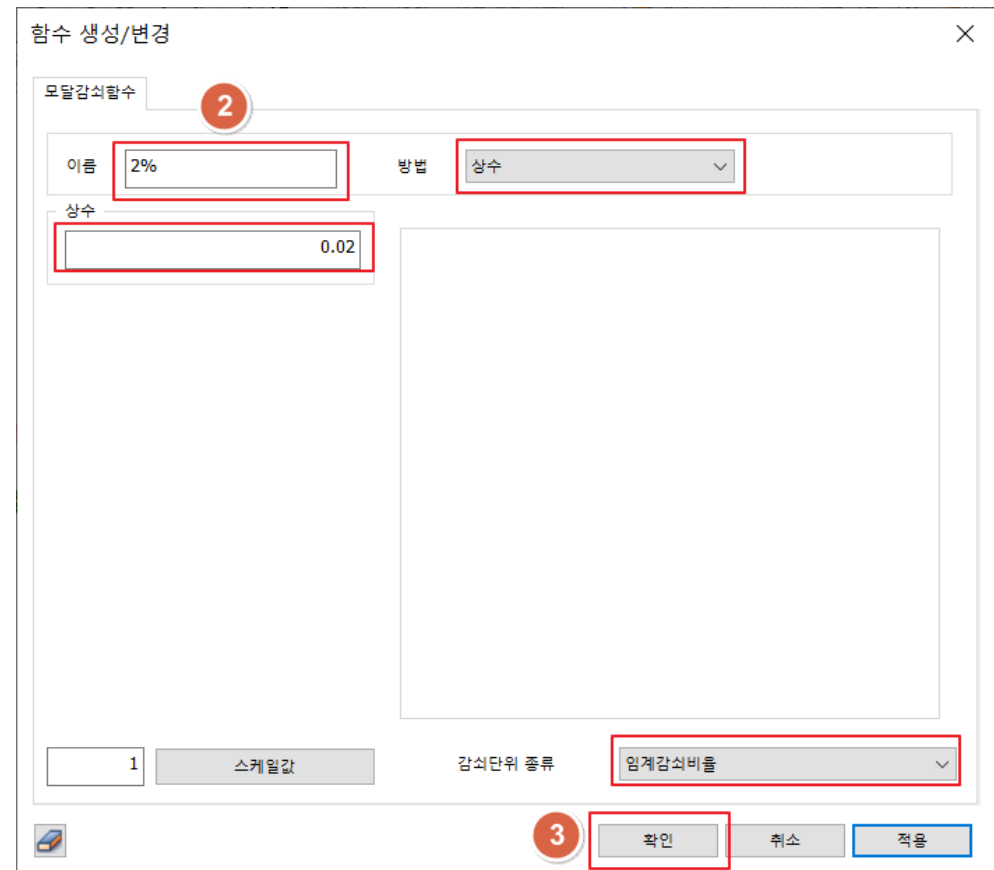 함수 생성/변경
모달감쇠함수
2
이름 2% 방법 상수
상수
0.02
1 스케일값 감쇠단위 종류 임계감쇠비율
3 확인 취소 적용